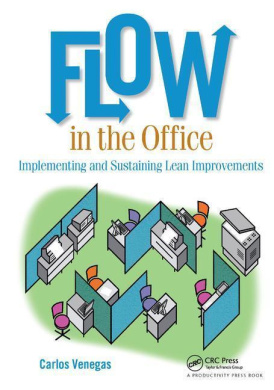 FLOW
in the Office
Implementing and Sustaining Lean Improvements
Carlos Venegas
CRC
CRC Press
Taylor & Francis Group
A PRODUCTIVITY PRESS BOOK